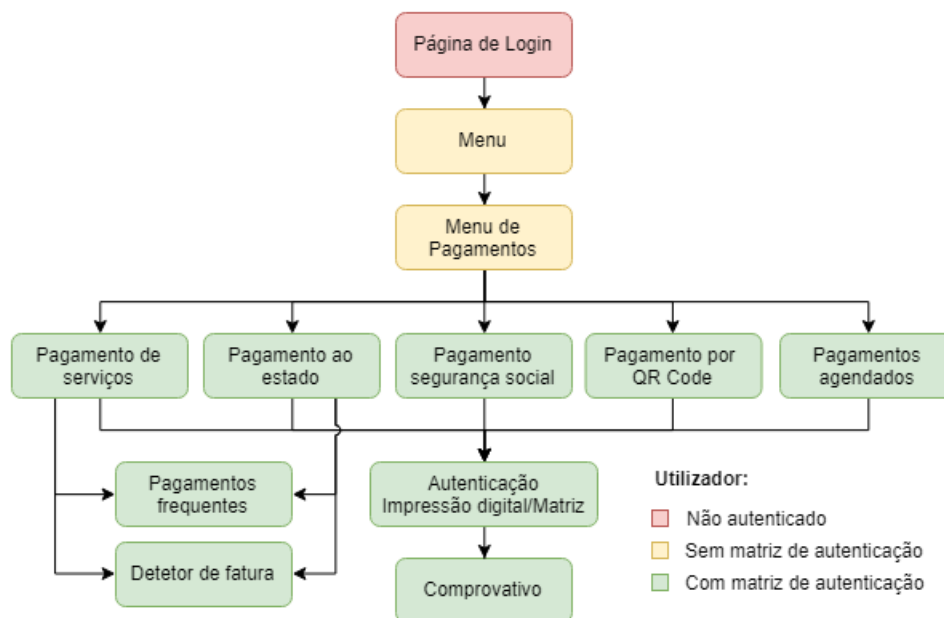 Página de Login
Menu
Menu de
Pagamentos
Pagamento de
serviços
Pagamento ao
estado
Pagamento
segurança social
Pagamento por
QR Code
Pagamentos
agendados
Pagamentos
frequentes
Autenticação
Impressão digital/Matriz
Detetor de fatura
Comprovativo
Utilizador:
Não autenticado
Sem matriz de autenticação
Com matriz de autenticação